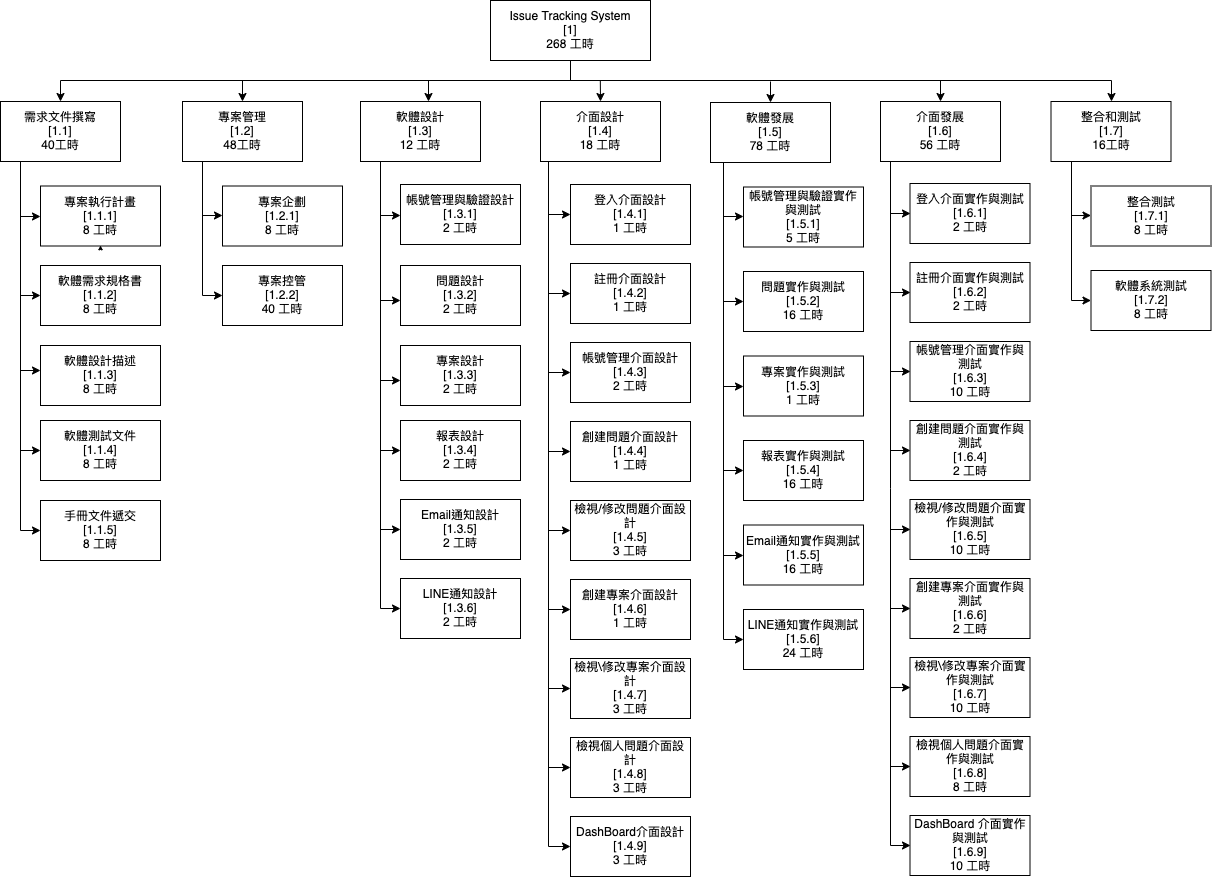 Issue Tracking System
[1]
268 工時
需求文件撰寫
[1.1]
40工時
專案執行計畫
[1.1.1]
8 工時
軟體需求規格書
[1.1.2]
8 工時
軟體設計描述
[1.1.3]
8 工時
軟體測試文件
[1.1.4]
8 工時
手冊文件遞交
[1.1.5]
8 工時
專案管理
[1.2]
48工時
專案企劃
[1.2.1]
8 工時
專案控管
[1.2.2]
40 工時
軟體設計
[1.3]
12 工時
帳號管理與驗證設計
[1.3.1]
2 工時
問題設計
[1.3.2]
2 工時
專案設計
[1.3.3]
2 工時
報表設計
[1.3.4]
2 工時
Email通知設計
[1.3.5]
2 工時
LINE通知設計
[1.3.6]
2 工時
介面設計
[1.4]
18 工時
登入介面設計
[1.4.1]
1 工時
註冊介面設計
[1.4.2]
1 工時
帳號管理介面設計
[1.4.3]
2 工時
創建問題介面設計
[1.4.4]
1 工時
檢視/修改問題介面設
計
[1.4.5]
3 工時
創建專案介面設計
[1.4.6]
1 工時
檢視\修改專案介面設
計
[1.4.7]
3 工時
檢視個人問題介面設
計
[1.4.8]
3 工時
DashBoard介面設計
[1.4.9]
3 工時
軟體發展
[1.5]
78 工時
帳號管理與驗證實作
與測試
[1.5.1]
5 工時
問題實作與測試
[1.5.2]
16 工時
專案實作與測試
[1.5.3]
1 工時
報表實作與測試
[1.5.4]
16 工時
Email通知實作與測試
[1.5.5]
16 工時
LINE通知實作與測試
[1.5.6]
24 工時
介面發展
[1.6]
56 工時
登入介面實作與測試
[1.6.1]
2 工時
註冊介面實作與測試
[1.6.2]
2 工時
帳號管理介面實作與
測試
[1.6.3]
10 工時
創建問題介面實作與
測試
[1.6.4]
2 工時
檢視/修改問題介面實
作與測試
[1.6.5]
10 工時
創建專案介面實作與
測試
[1.6.6]
2 工時
檢視\修改專案介面實
作與測試
[1.6.7]
10 工時
檢視個人問題介面實
作與測試
[1.6.8]
8 工時
DashBoard 介面實作
與測試
[1.6.9]
10 工時
整合和測試
[1.7]
16工時
整合測試
[1.7.1]
8 工時
軟體系統測試
[1.7.2]
8 工時